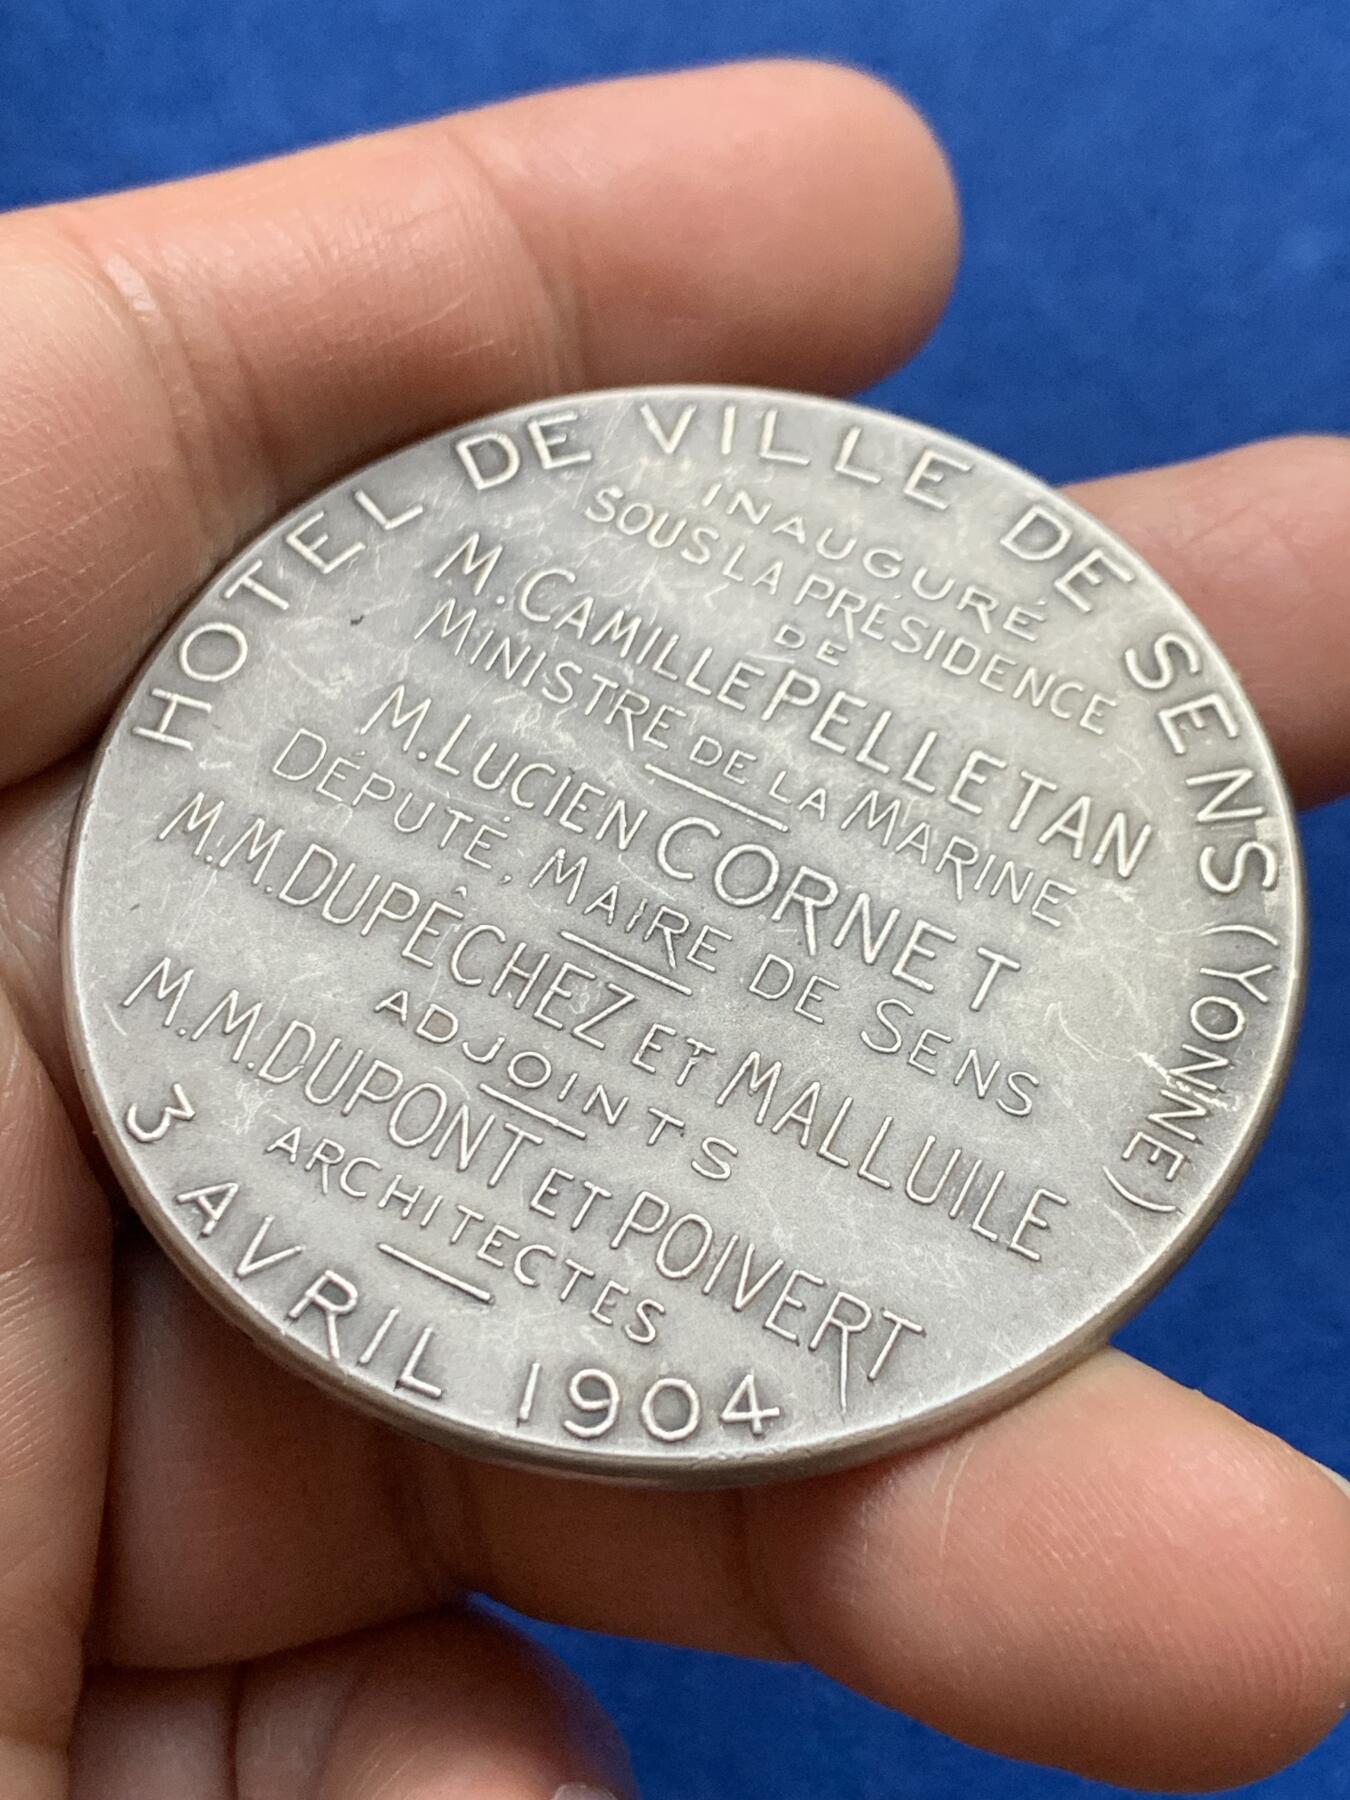 HOTEL DE VILLE DE SENS (YONNE)
INAUGURÉ
SOUS LA PRÉSIDENCE
DE
M. CAMILLE PELLETAN
MINISTRE DE LA MARINE
M. LUCIEN CORNET
DÉPUTÉ, MAIRE DE SENS
M.M. DUPÊCHEZ ET MALLUILE
ADJOINTS
M.M. DUPONT ET POIVERT
ARCHITECTES
3 AVRIL 1904